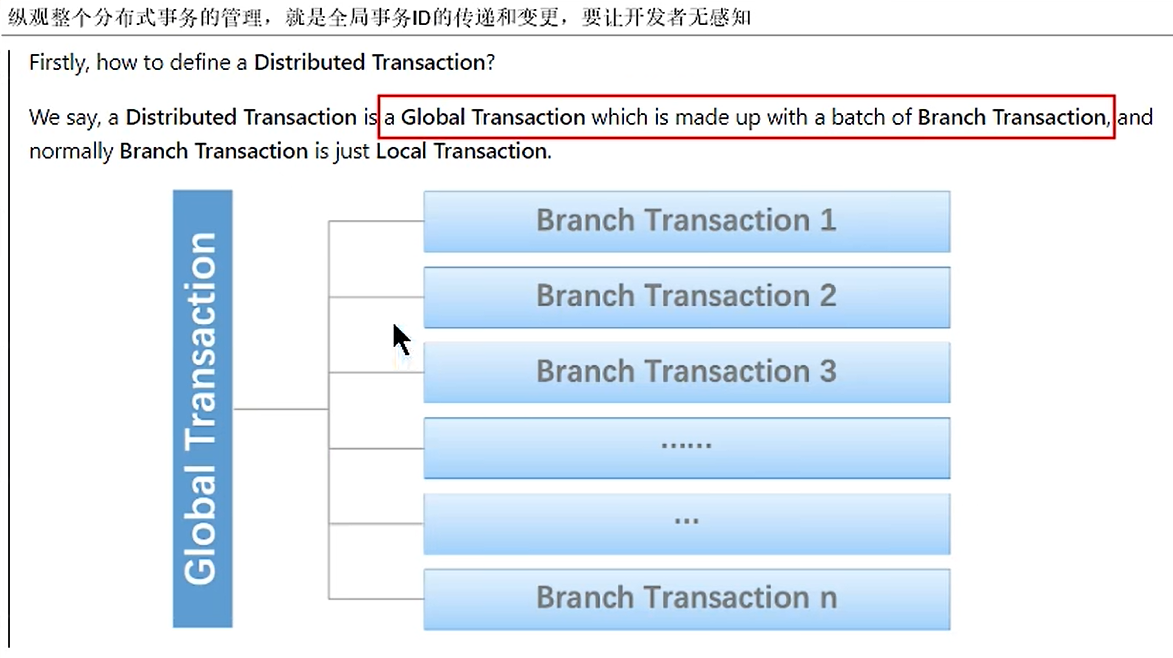 纵观整个分布式事务的管理，就是全局事务ID的传递和变更，要让开发者无感知
Firstly, how to define a Distributed Transaction?
We say, a Distributed Transaction is a Global Transaction which is made up with a batch of Branch Transaction, and
normally Branch Transaction is just Local Transaction.
Global Transaction
Branch Transaction 1
Branch Transaction 2
Branch Transaction 3
······
···
Branch Transaction n